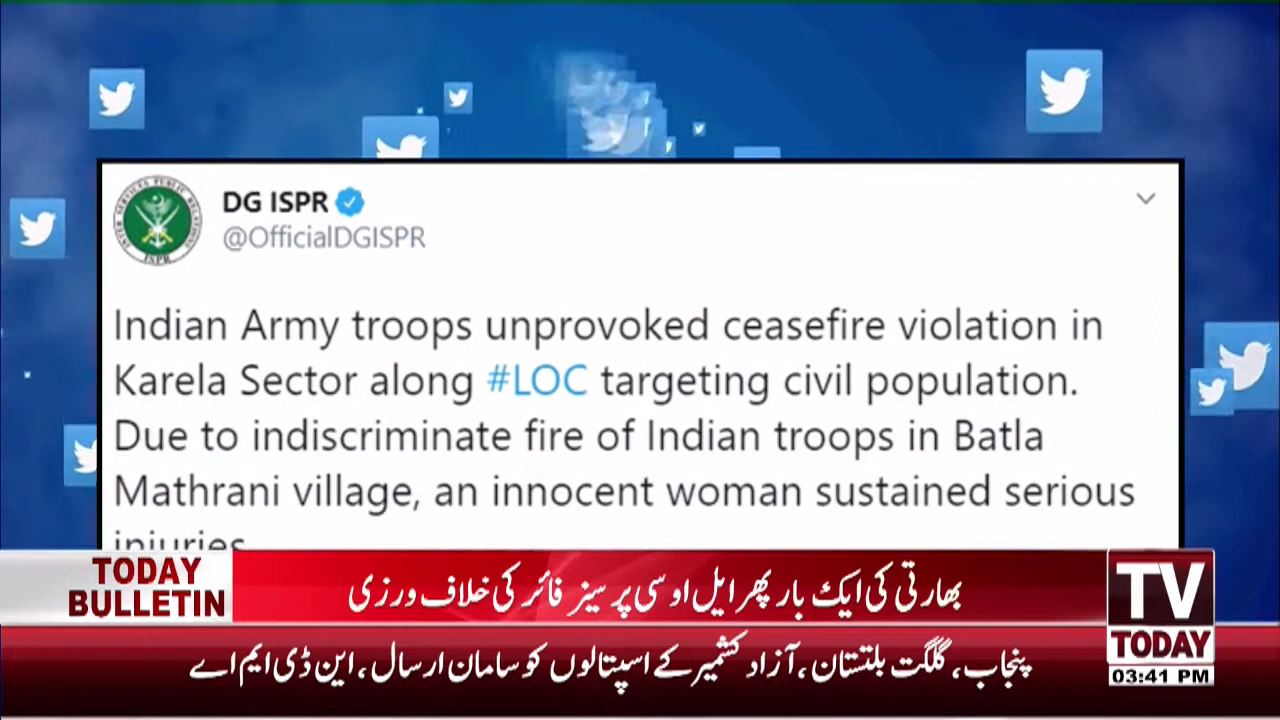 DG ISPR
@OfficialDGISPR
Indian Army troops unprovoked ceasefire violation in
Karela Sector along #LOC targeting civil population.
Due to indiscriminate fire of Indian troops in Batla
Mathrani village, an innocent woman sustained serious
injuries
TODAY
BULLETIN
بھارتی کی ایک بار پھر ایل او سی پر سیز فائر کی خلاف ورزی
پنجاب، گلگت بلتستان، آزاد کشمیر کے اسپتالوں کو سامان ارسال، این ڈی ایم اے
TV
TODAY
03:41 PM